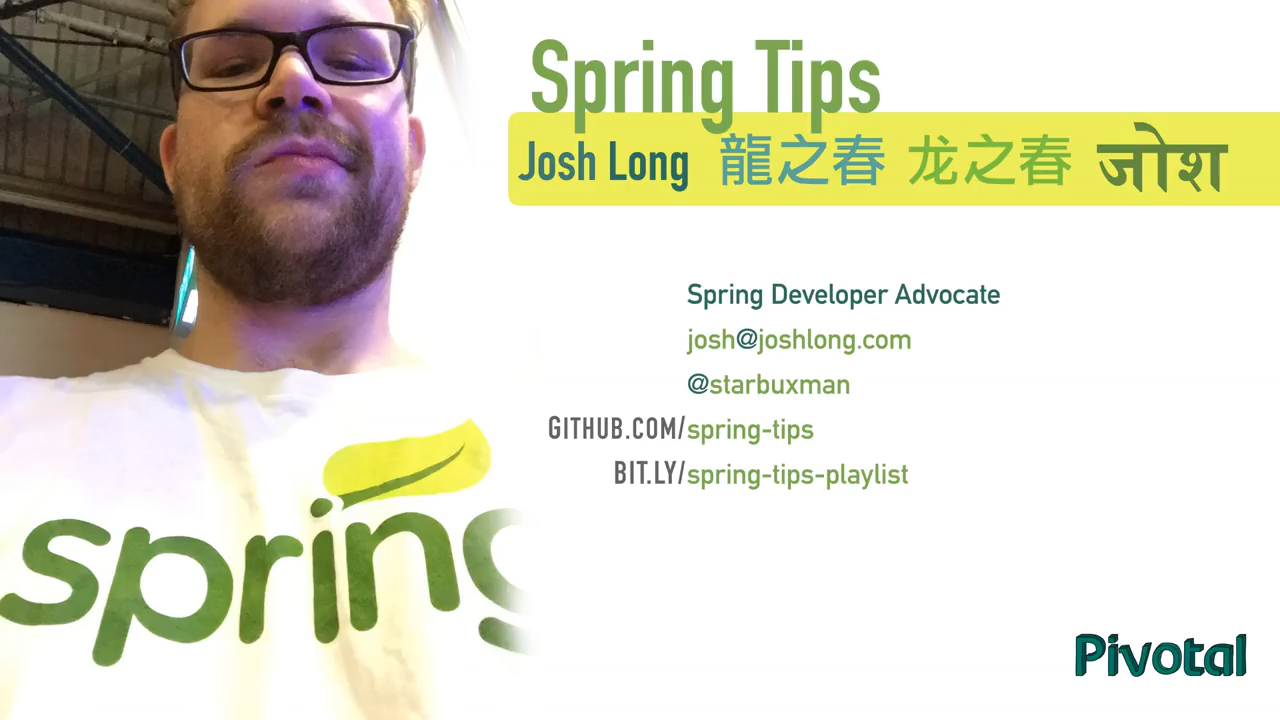 Spring Tips
Josh Long 龍之春 龙之春 जोश
Spring Developer Advocate
josh@joshlong.com
@starbuxman
GITHUB.COM/spring-tips
BIT.LY/spring-tips-playlist
spring
Pivotal